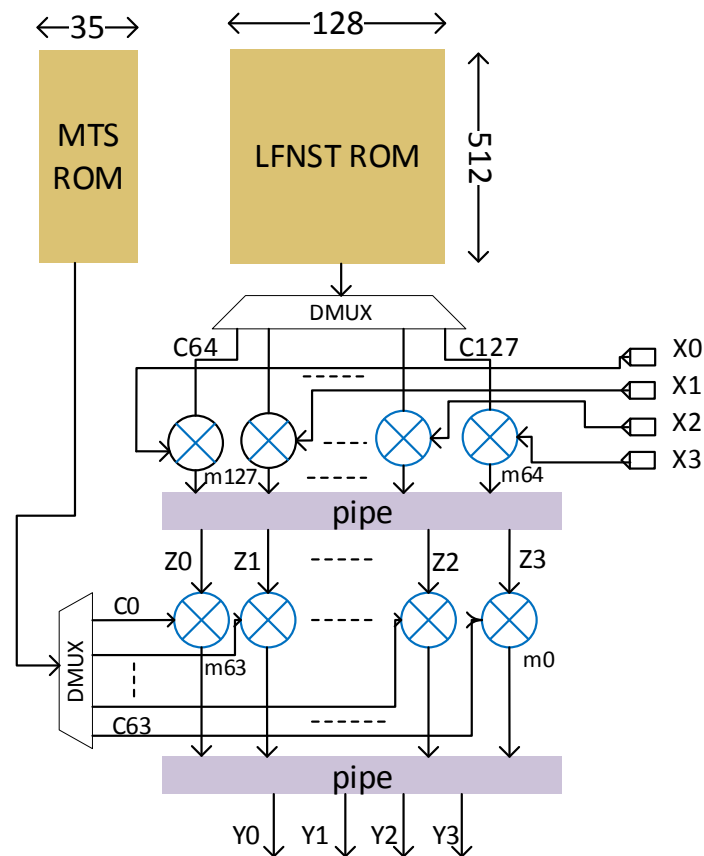 35
128
MTS
ROM
LFNST ROM
512
DMUX
C64
C127
X0
X1
X2
X3
m127
m64
pipe
Z0
Z1
Z2
Z3
C0
m63
m0
DMUX
C63
pipe
Y0
Y1
Y2
Y3